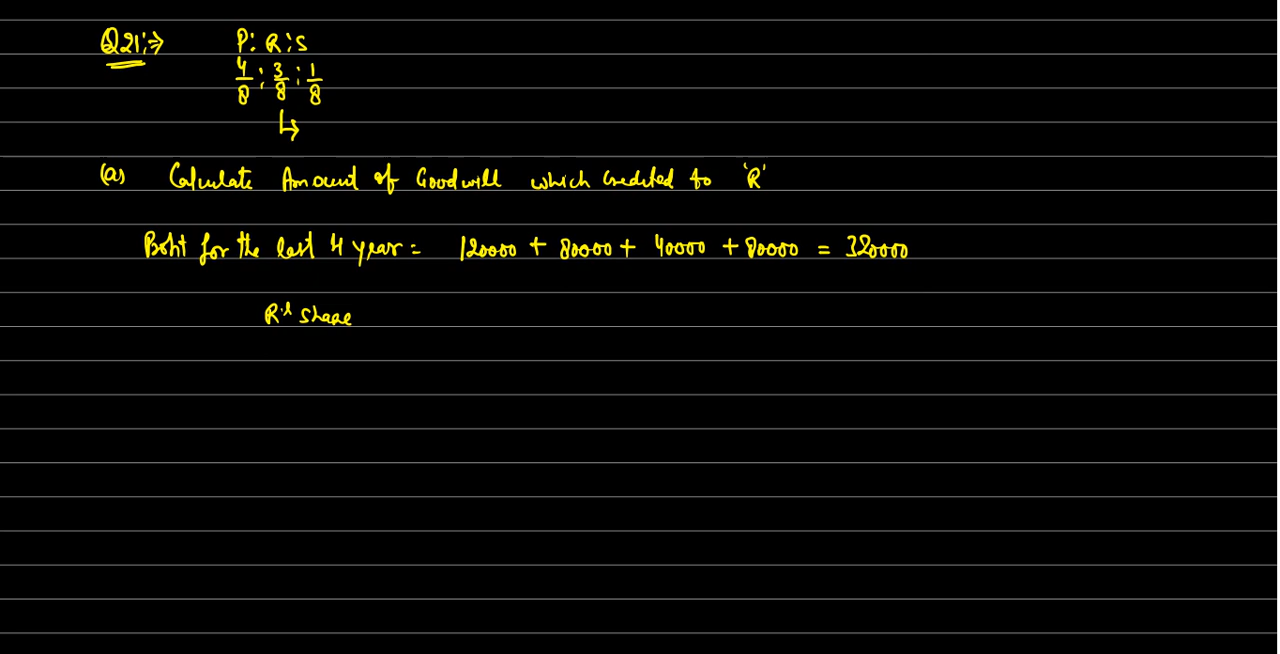 Q21:⇒ P : R : S
4/8 : 3/8 : 1/8
↳
(a) Calculate Amount of Goodwill which credited to 'R'
Profit for the last 4 year = 120000 + 80000 + 40000 + 80000 = 320000
R's share